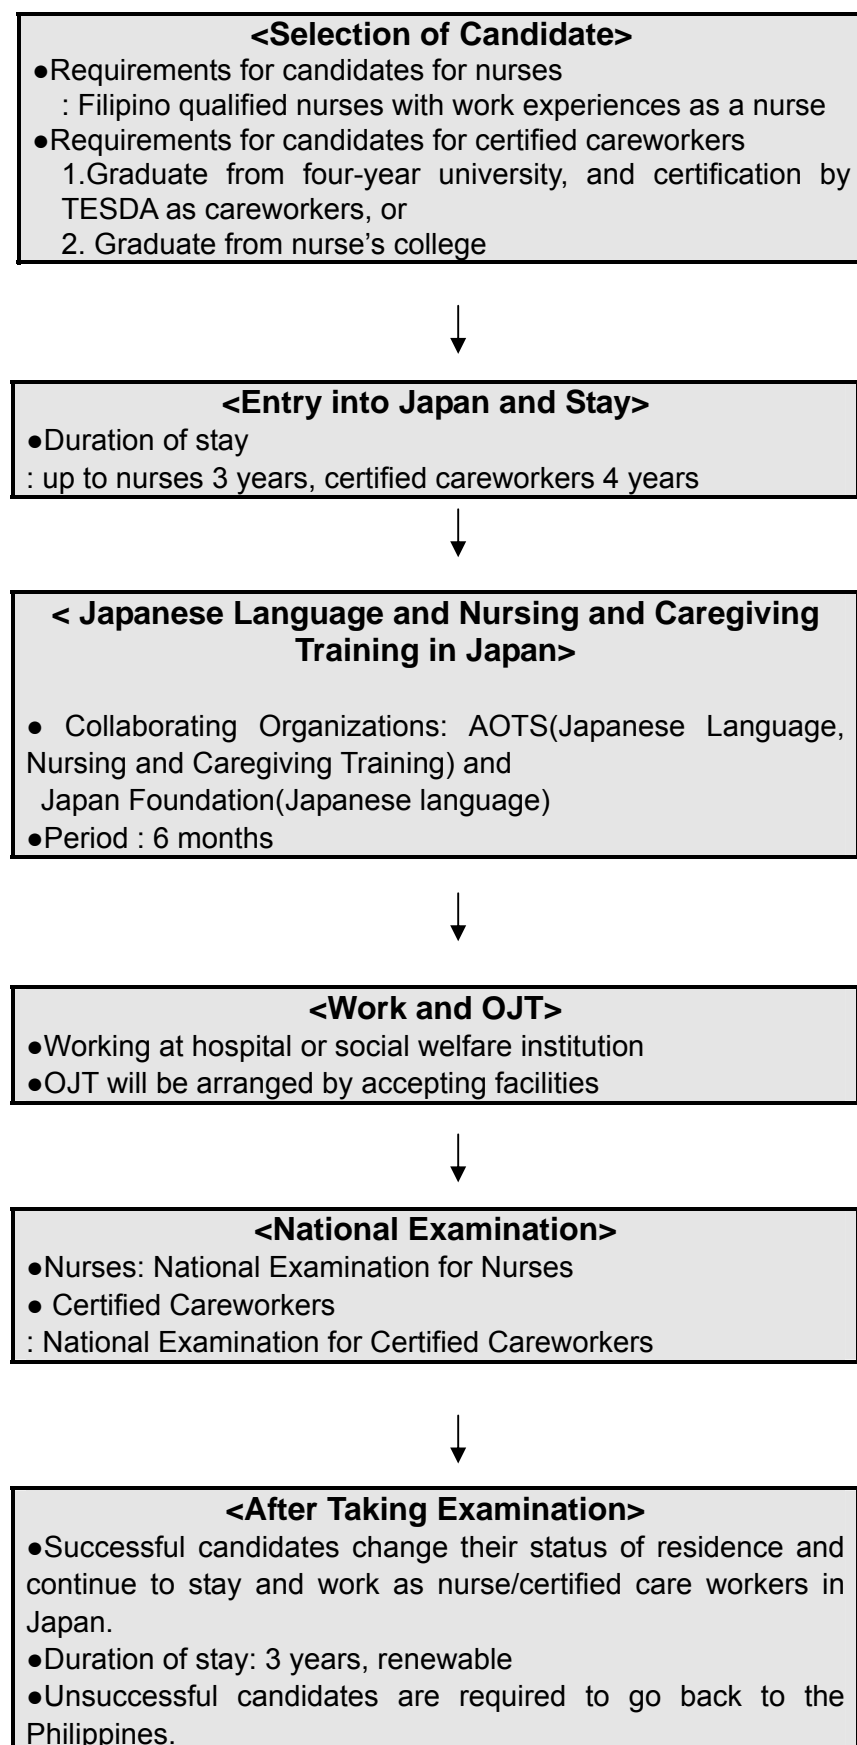 <Selection of Candidate>
●Requirements for candidates for nurses
: Filipino qualified nurses with work experiences as a nurse
●Requirements for candidates for certified careworkers
1.Graduate from four-year university, and certification by
TESDA as careworkers, or
2. Graduate from nurse’s college
<Entry into Japan and Stay>
●Duration of stay
: up to nurses 3 years, certified careworkers 4 years
< Japanese Language and Nursing and Caregiving
Training in Japan>
● Collaborating Organizations: AOTS(Japanese Language,
Nursing and Caregiving Training) and
Japan Foundation(Japanese language)
●Period : 6 months
<Work and OJT>
●Working at hospital or social welfare institution
●OJT will be arranged by accepting facilities
<National Examination>
●Nurses: National Examination for Nurses
● Certified Careworkers
: National Examination for Certified Careworkers
<After Taking Examination>
●Successful candidates change their status of residence and
continue to stay and work as nurse/certified care workers in
Japan.
●Duration of stay: 3 years, renewable
●Unsuccessful candidates are required to go back to the
Philippines.